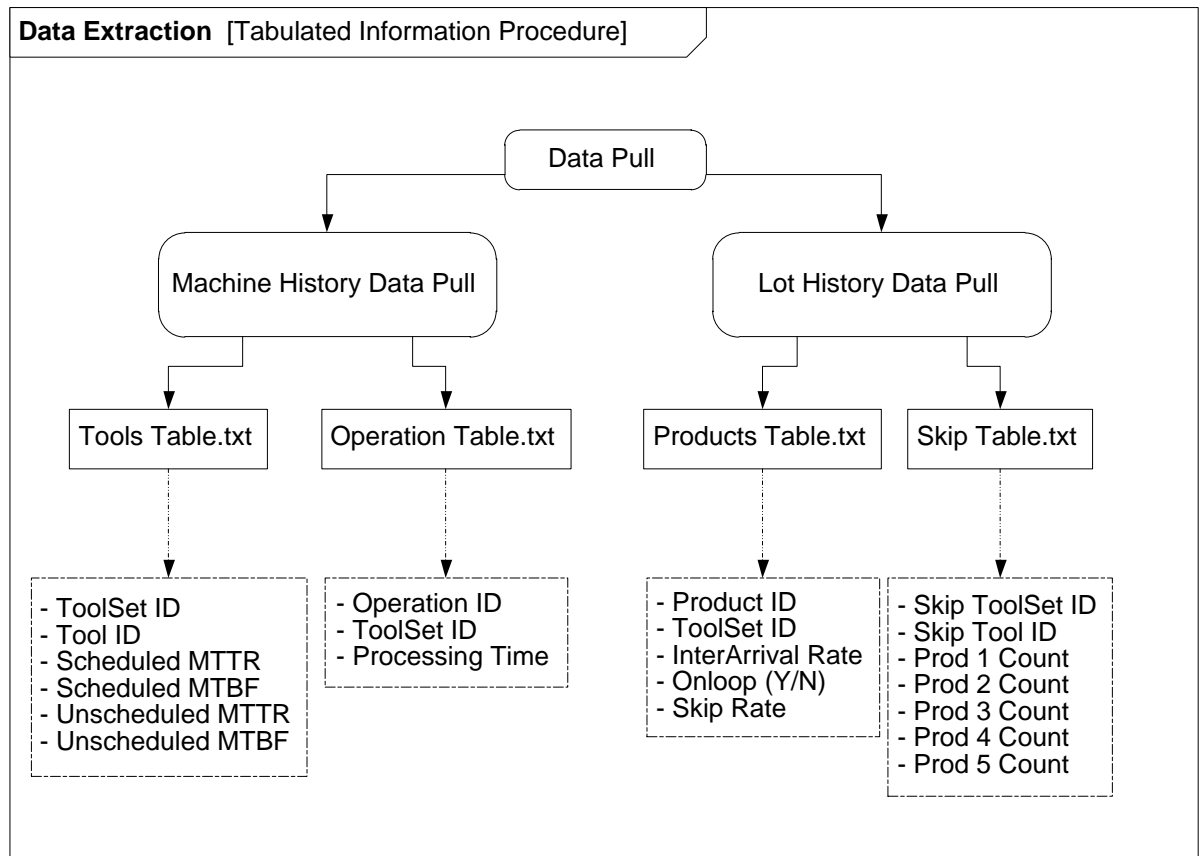 Data Extraction [Tabulated Information Procedure]
Data Pull
Machine History Data Pull
Lot History Data Pull
Tools Table.txt
Operation Table.txt
Products Table.txt
Skip Table.txt
- ToolSet ID
- Tool ID
- Scheduled MTTR
- Scheduled MTBF
- Unscheduled MTTR
- Unscheduled MTBF
- Operation ID
- ToolSet ID
- Processing Time
- Product ID
- ToolSet ID
- InterArrival Rate
- Onloop (Y/N)
- Skip Rate
- Skip ToolSet ID
- Skip Tool ID
- Prod 1 Count
- Prod 2 Count
- Prod 3 Count
- Prod 4 Count
- Prod 5 Count